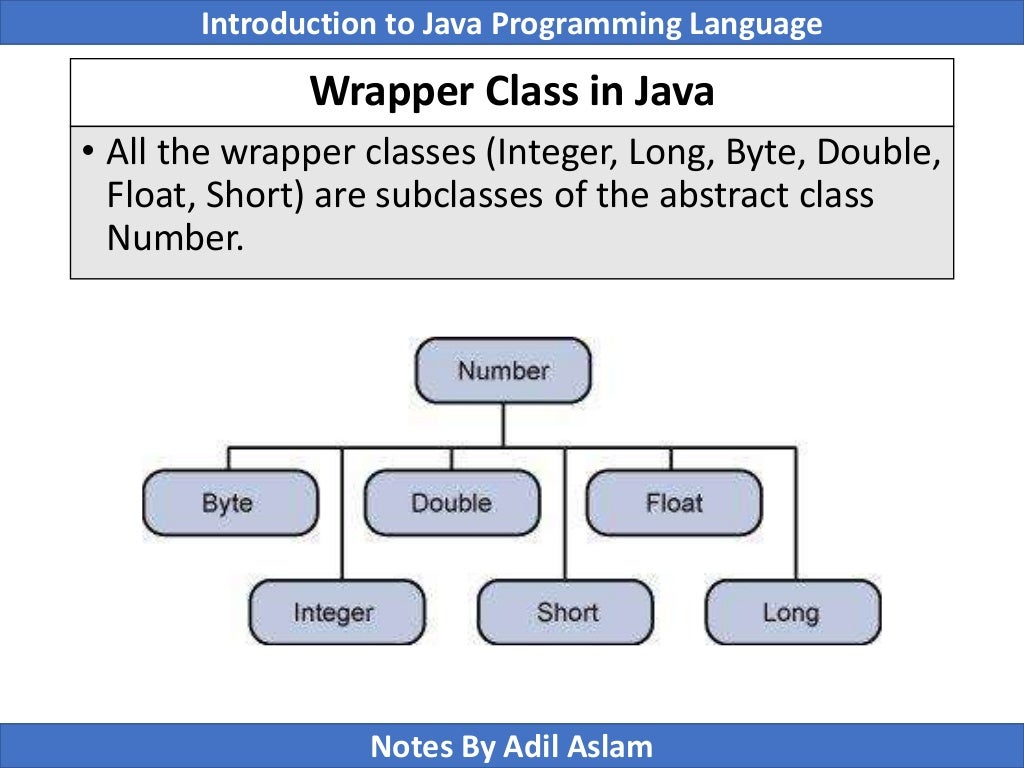 Introduction to Java Programming Language
Wrapper Class in Java
• All the wrapper classes (Integer, Long, Byte, Double,
Float, Short) are subclasses of the abstract class
Number.
Number
Byte
Double
Float
Integer
Short
Long
Notes By Adil Aslam